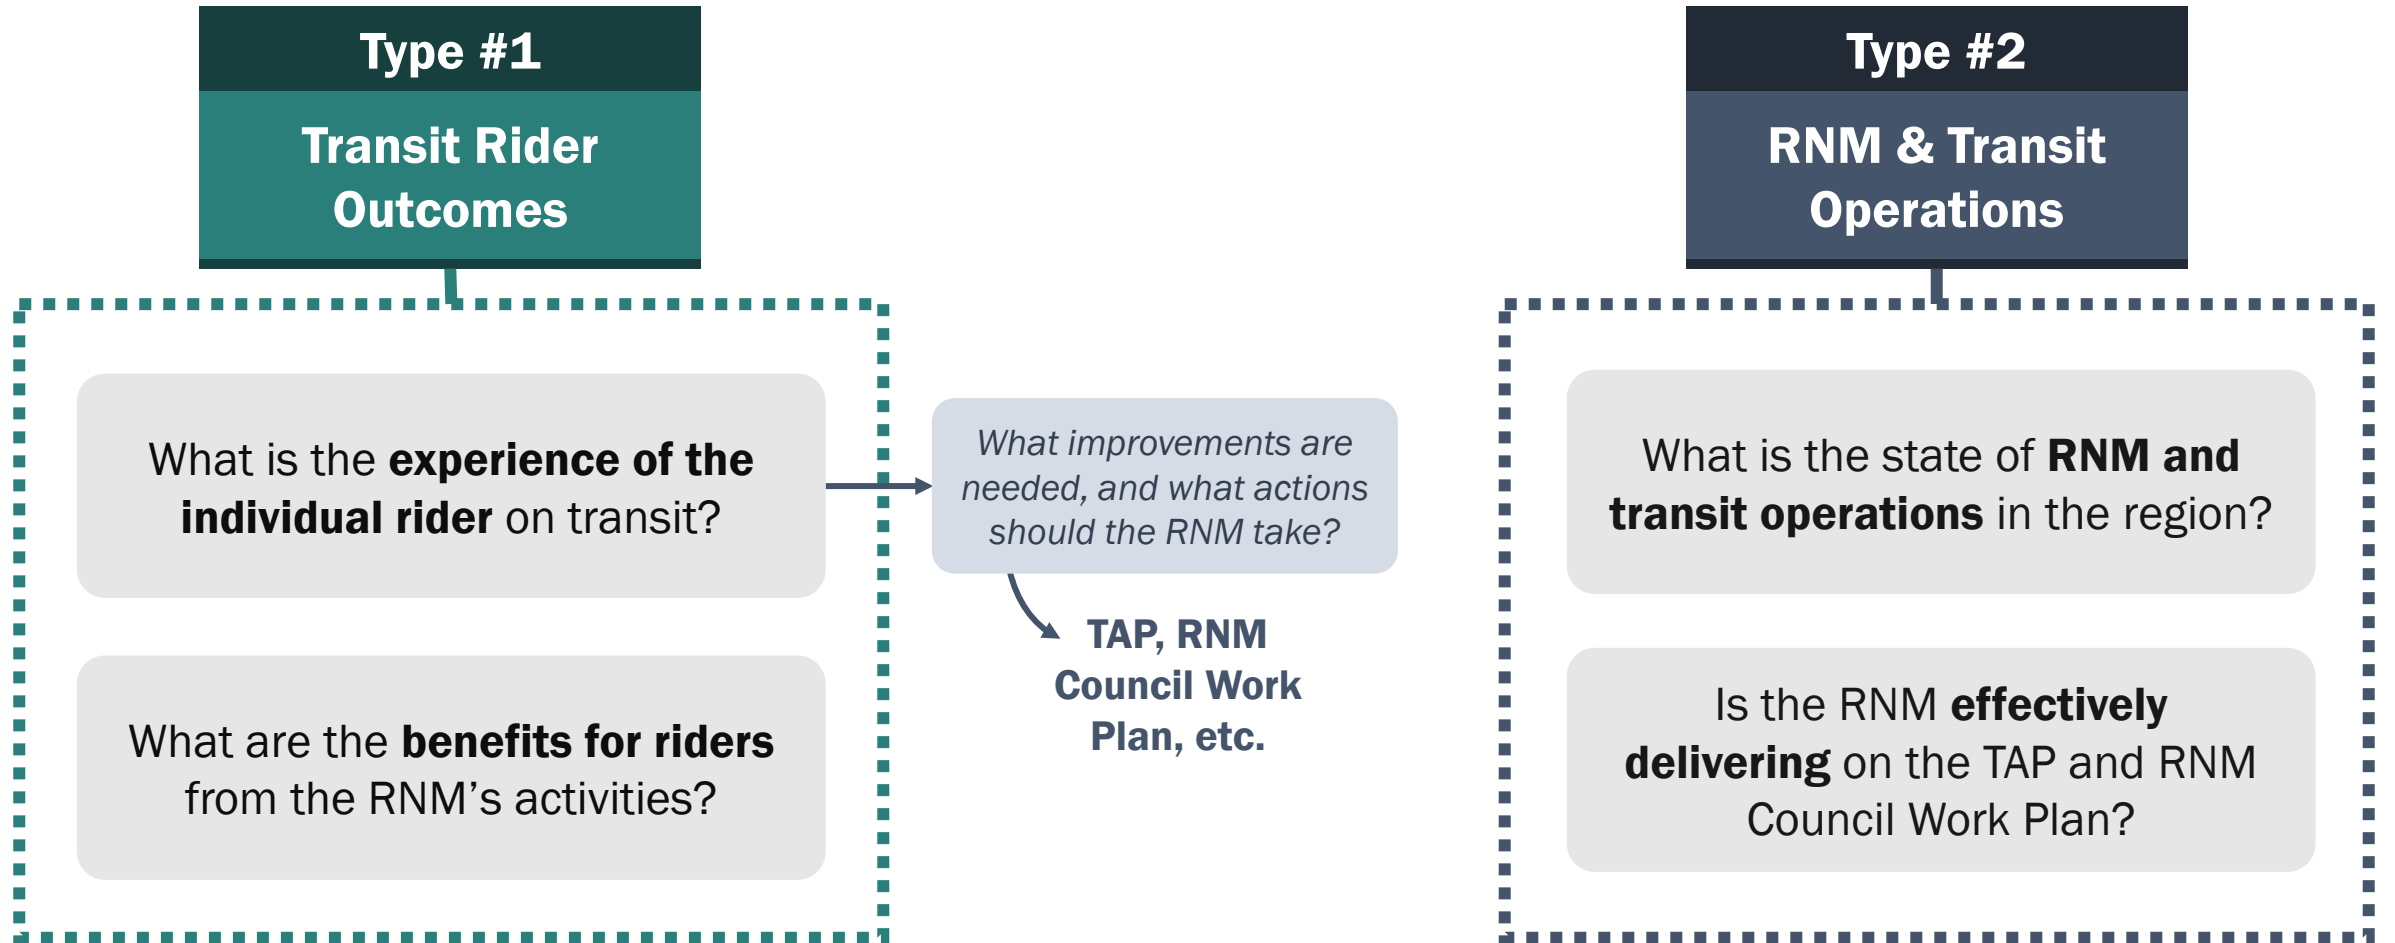 Type #1
Transit Rider
Outcomes
What is the experience of the
individual rider on transit?
What are the benefits for riders
from the RNM’s activities?
What improvements are
needed, and what actions
should the RNM take?
TAP, RNM
Council Work
Plan, etc.
Type #2
RNM & Transit
Operations
What is the state of RNM and
transit operations in the region?
Is the RNM effectively
delivering on the TAP and RNM
Council Work Plan?